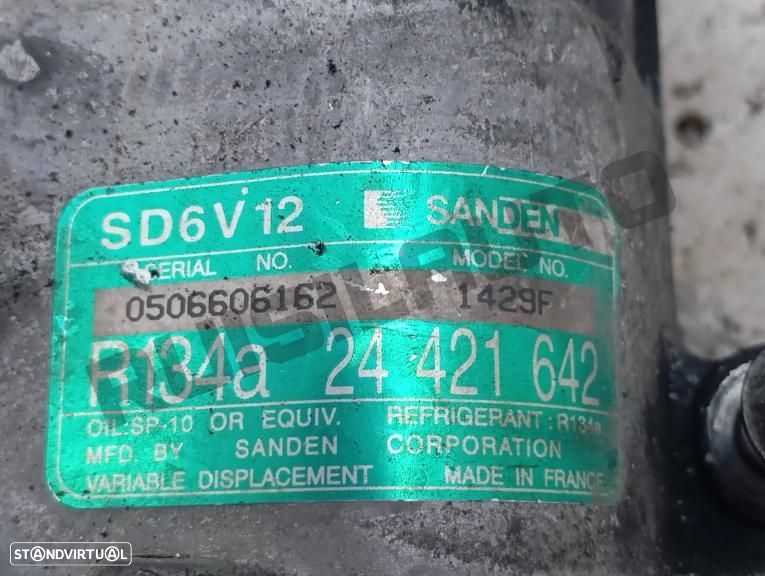 SD6V12 SANDEN
SERIAL NO. MODEL NO.
0506606162 1429F
R134a 24 421 642
OIL:SP-10 OR EQUIV. REFRIGERANT:R134a
MFD. BY SANDEN CORPORATION
VARIABLE DISPLACEMENT MADE IN FRANCE
STANDVIRTUAL